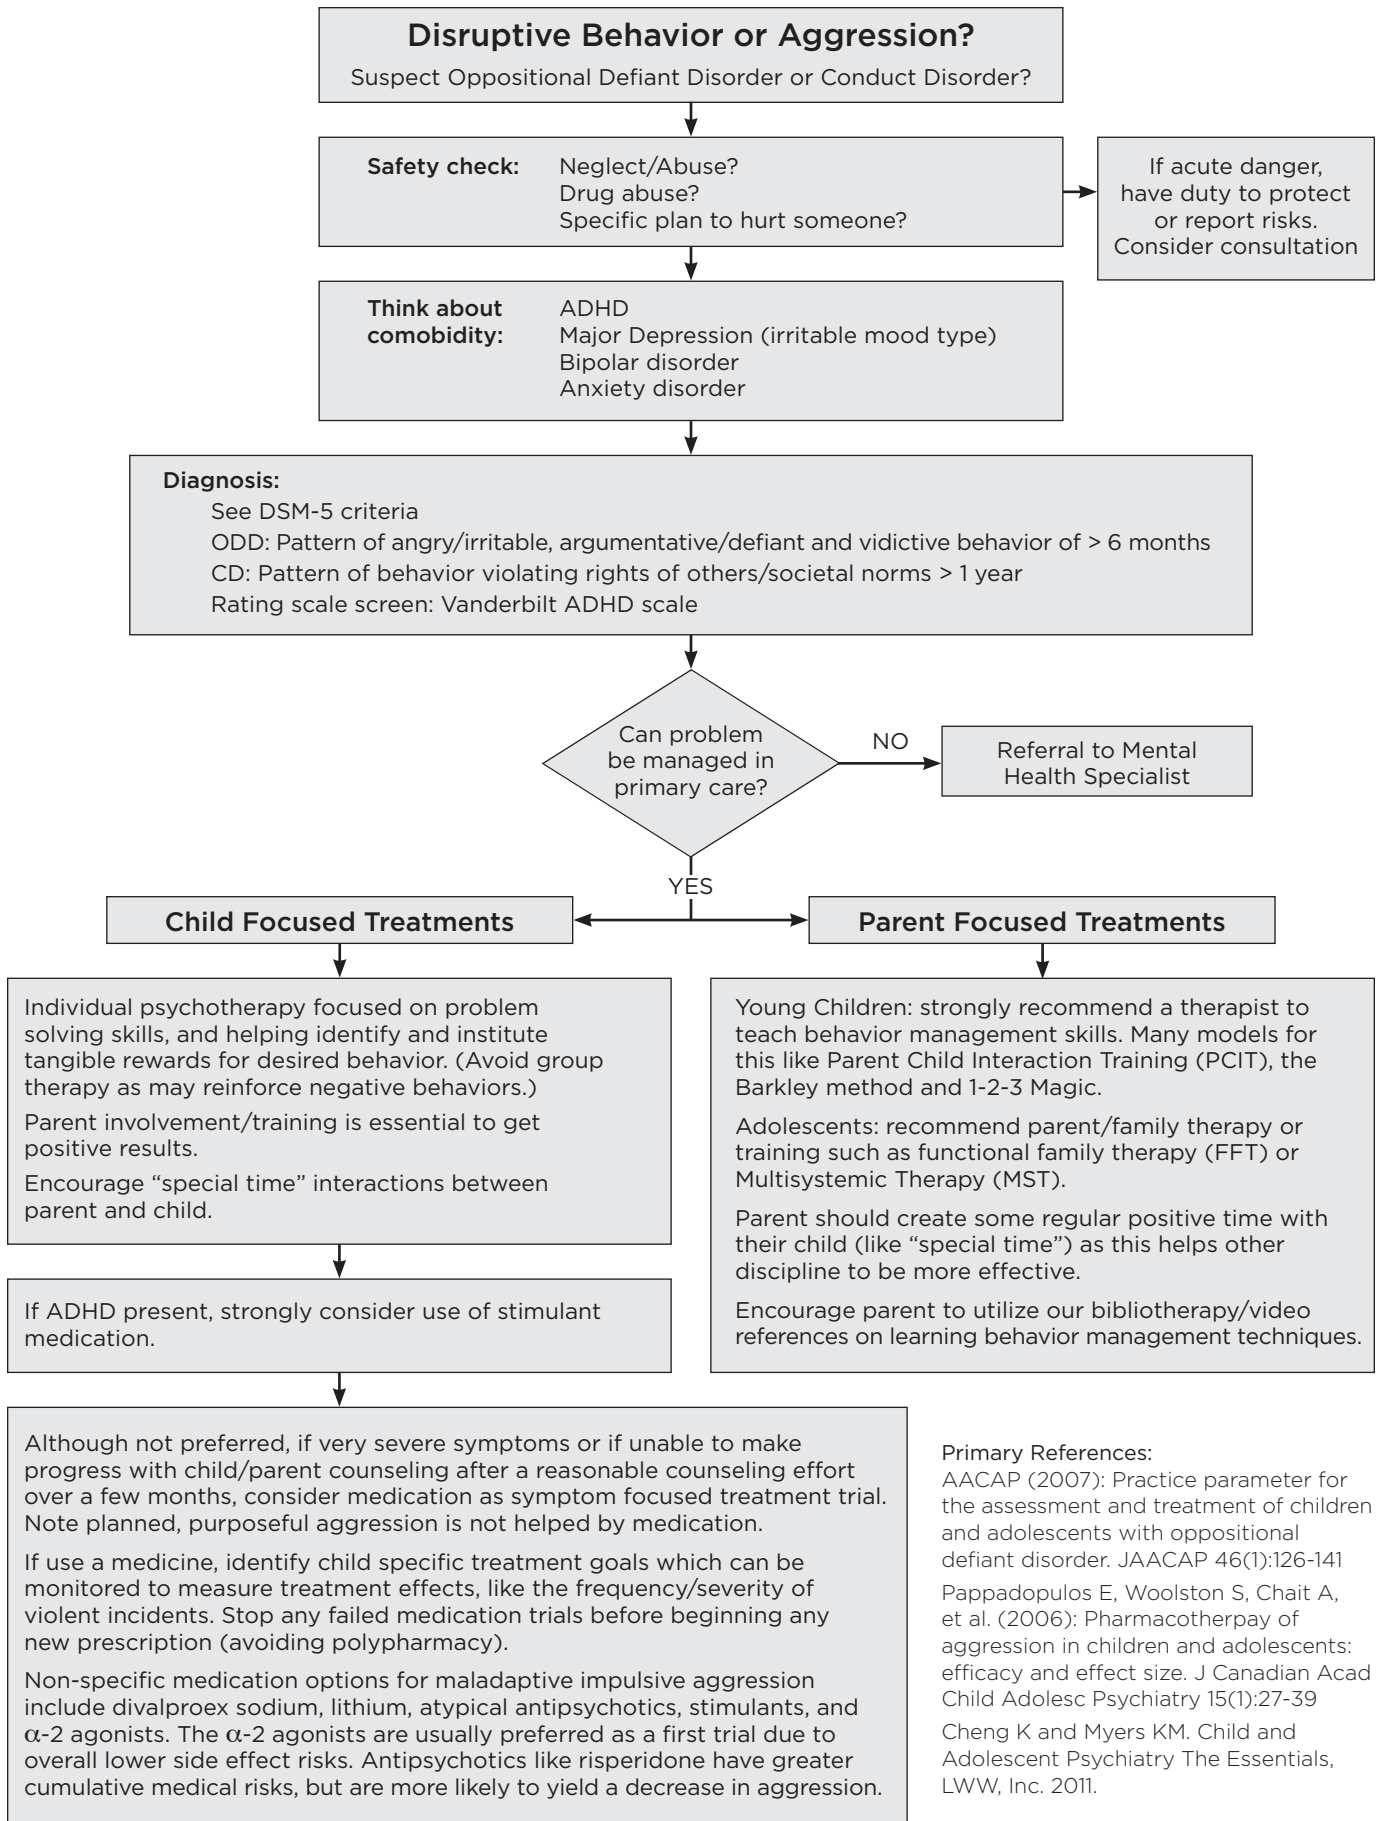 Disruptive Behavior or Aggression?
Suspect Oppositional Defiant Disorder or Conduct Disorder?
Safety check:
Neglect/Abuse?
Drug abuse?
Specific plan to hurt someone?
If acute danger,
have duty to protect
or report risks.
Consider consultation
Think about
comobidity:
ADHD
Major Depression (irritable mood type)
Bipolar disorder
Anxiety disorder
Diagnosis:
See DSM-5 criteria
ODD: Pattern of angry/irritable, argumentative/defiant and vidictive behavior of > 6 months
CD: Pattern of behavior violating rights of others/societal norms > 1 year
Rating scale screen: Vanderbilt ADHD scale
Can problem
be managed in
primary care?
NO
Referral to Mental
Health Specialist
YES
Child Focused Treatments
Individual psychotherapy focused on problem
solving skills, and helping identify and institute
tangible rewards for desired behavior. (Avoid group
therapy as may reinforce negative behaviors.)
Parent involvement/training is essential to get
positive results.
Encourage “special time” interactions between
parent and child.
If ADHD present, strongly consider use of stimulant
medication.
Although not preferred, if very severe symptoms or if unable to make
progress with child/parent counseling after a reasonable counseling effort
over a few months, consider medication as symptom focused treatment trial.
Note planned, purposeful aggression is not helped by medication.
If use a medicine, identify child specific treatment goals which can be
monitored to measure treatment effects, like the frequency/severity of
violent incidents. Stop any failed medication trials before beginning any
new prescription (avoiding polypharmacy).
Non-specific medication options for maladaptive impulsive aggression
include divalproex sodium, lithium, atypical antipsychotics, stimulants, and
α-2 agonists. The α-2 agonists are usually preferred as a first trial due to
overall lower side effect risks. Antipsychotics like risperidone have greater
cumulative medical risks, but are more likely to yield a decrease in aggression.
Parent Focused Treatments
Young Children: strongly recommend a therapist to
teach behavior management skills. Many models for
this like Parent Child Interaction Training (PCIT), the
Barkley method and 1-2-3 Magic.
Adolescents: recommend parent/family therapy or
training such as functional family therapy (FFT) or
Multisystemic Therapy (MST).
Parent should create some regular positive time with
their child (like “special time”) as this helps other
discipline to be more effective.
Encourage parent to utilize our bibliotherapy/video
references on learning behavior management techniques.
Primary References:
AACAP (2007): Practice parameter for
the assessment and treatment of children
and adolescents with oppositional
defiant disorder. JAACAP 46(1):126-141
Pappadopulos E, Woolston S, Chait A,
et al. (2006): Pharmacotherpay of
aggression in children and adolescents:
efficacy and effect size. J Canadian Acad
Child Adolesc Psychiatry 15(1):27-39
Cheng K and Myers KM. Child and
Adolescent Psychiatry The Essentials,
LWW, Inc. 2011.